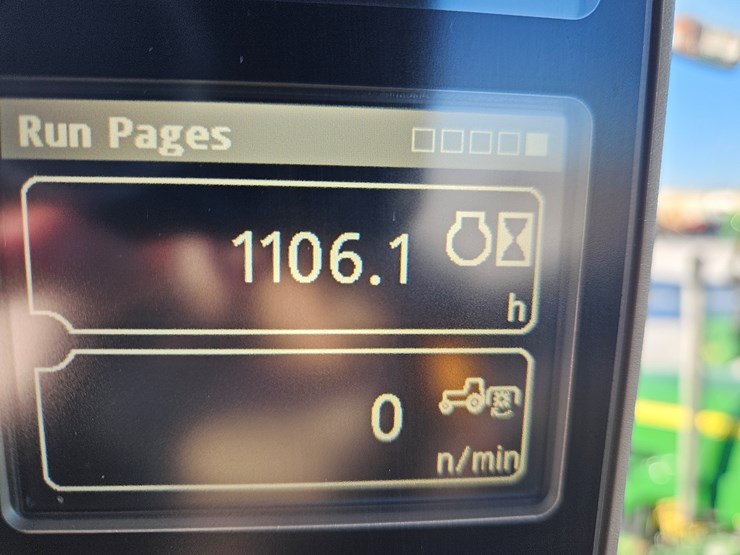 Run Pages
1106.1
h
0
n/min